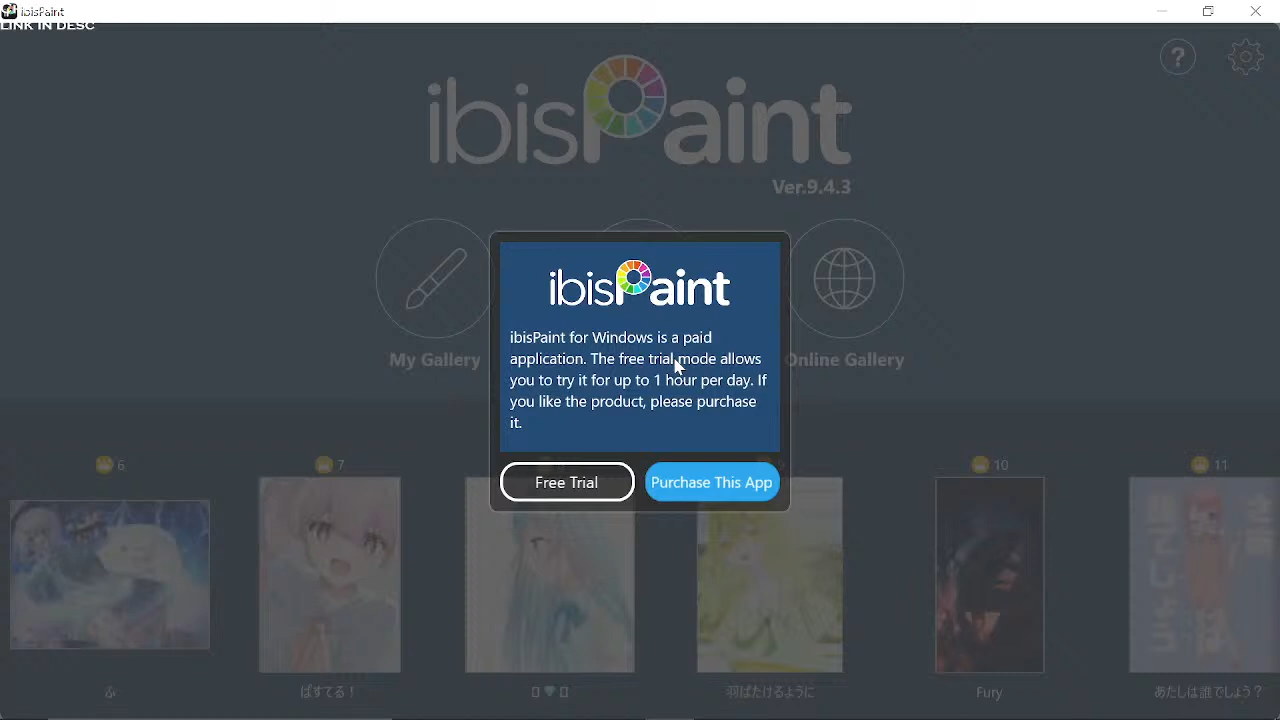 ibisPaint
LINK IN DESC
?
ibisPaint
Ver.9.4.3
My Gallery
Online Gallery
ibisPaint
ibisPaint for Windows is a paid
application. The free trial mode allows
you to try it for up to 1 hour per day. If
you like the product, please purchase
it.
Free Trial
Purchase This App
6
7
10
11
ふ
ぱすてる！
羽ばたけるように
Fury
あたしは誰でしょう？